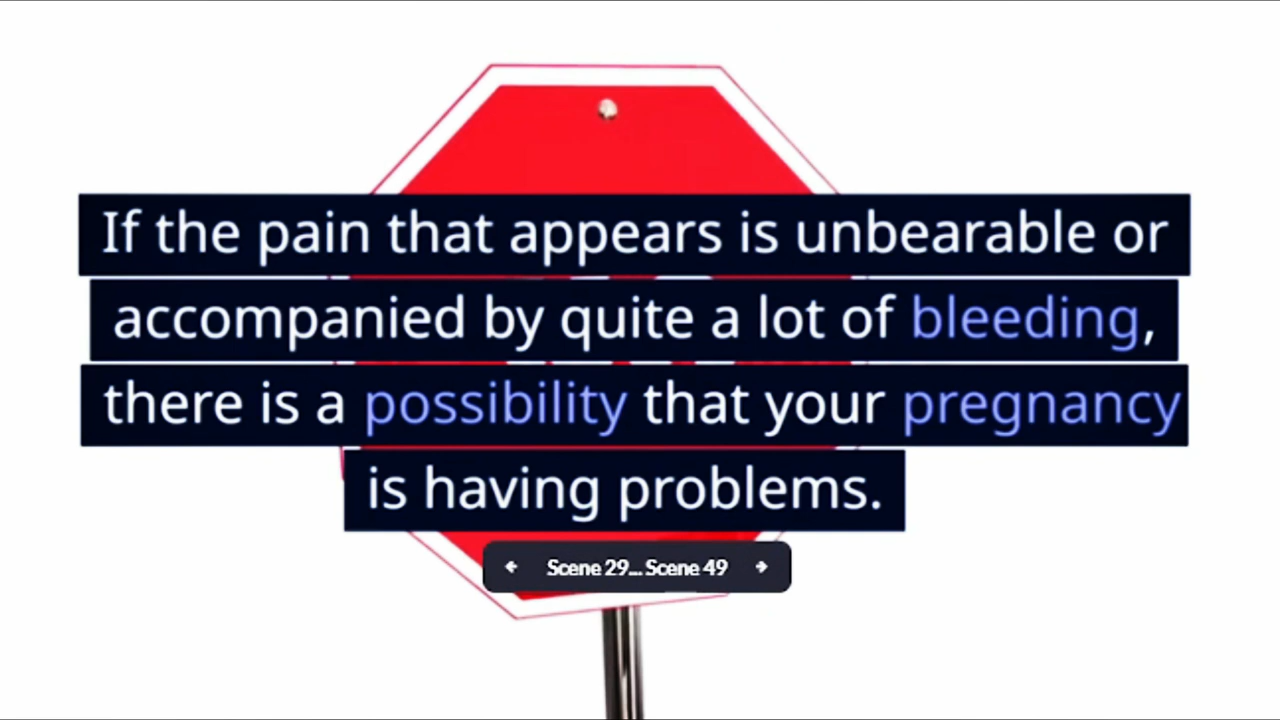 If the pain that appears is unbearable or
accompanied by quite a lot of bleeding,
there is a possibility that your pregnancy
is having problems.
Scene 29... Scene 49